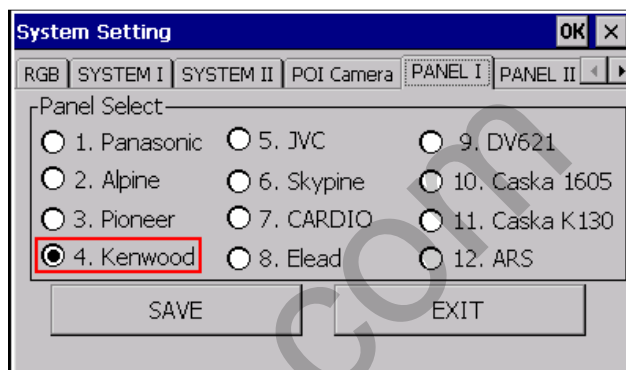 System Setting OK ×
RGB SYSTEM I SYSTEM II POI Camera PANEL I PANEL II
Panel Select
1. Panasonic 5. JVC 9. DV621
2. Alpine 6. Skypine 10. Caska 1605
3. Pioneer 7. CARDIO 11. Caska K130
4. Kenwood 8. Elead 12. ARS
SAVE EXIT
com